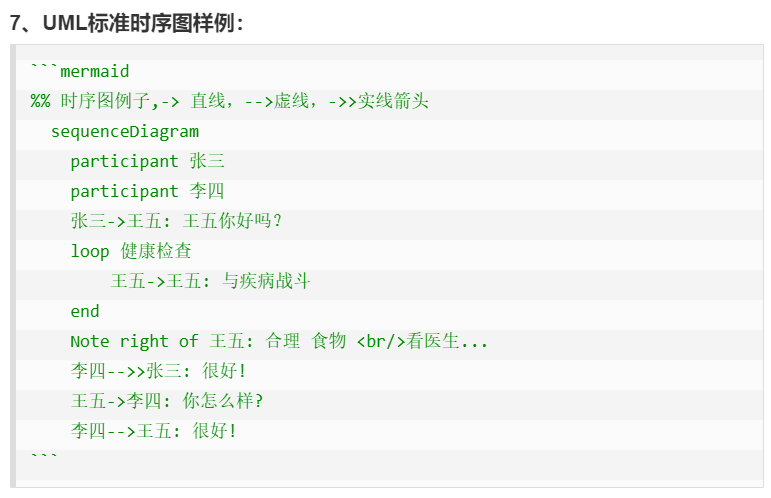 7、UML标准时序图样例：
```mermaid
%% 时序图例子,-> 直线，-->虚线，->>实线箭头
sequenceDiagram
participant 张三
participant 李四
张三->王五: 王五你好吗？
loop 健康检查
王五->王五: 与疾病战斗
end
Note right of 王五: 合理 食物 <br/>看医生...
李四-->>张三: 很好!
王五->李四: 你怎么样?
李四-->王五: 很好!
```